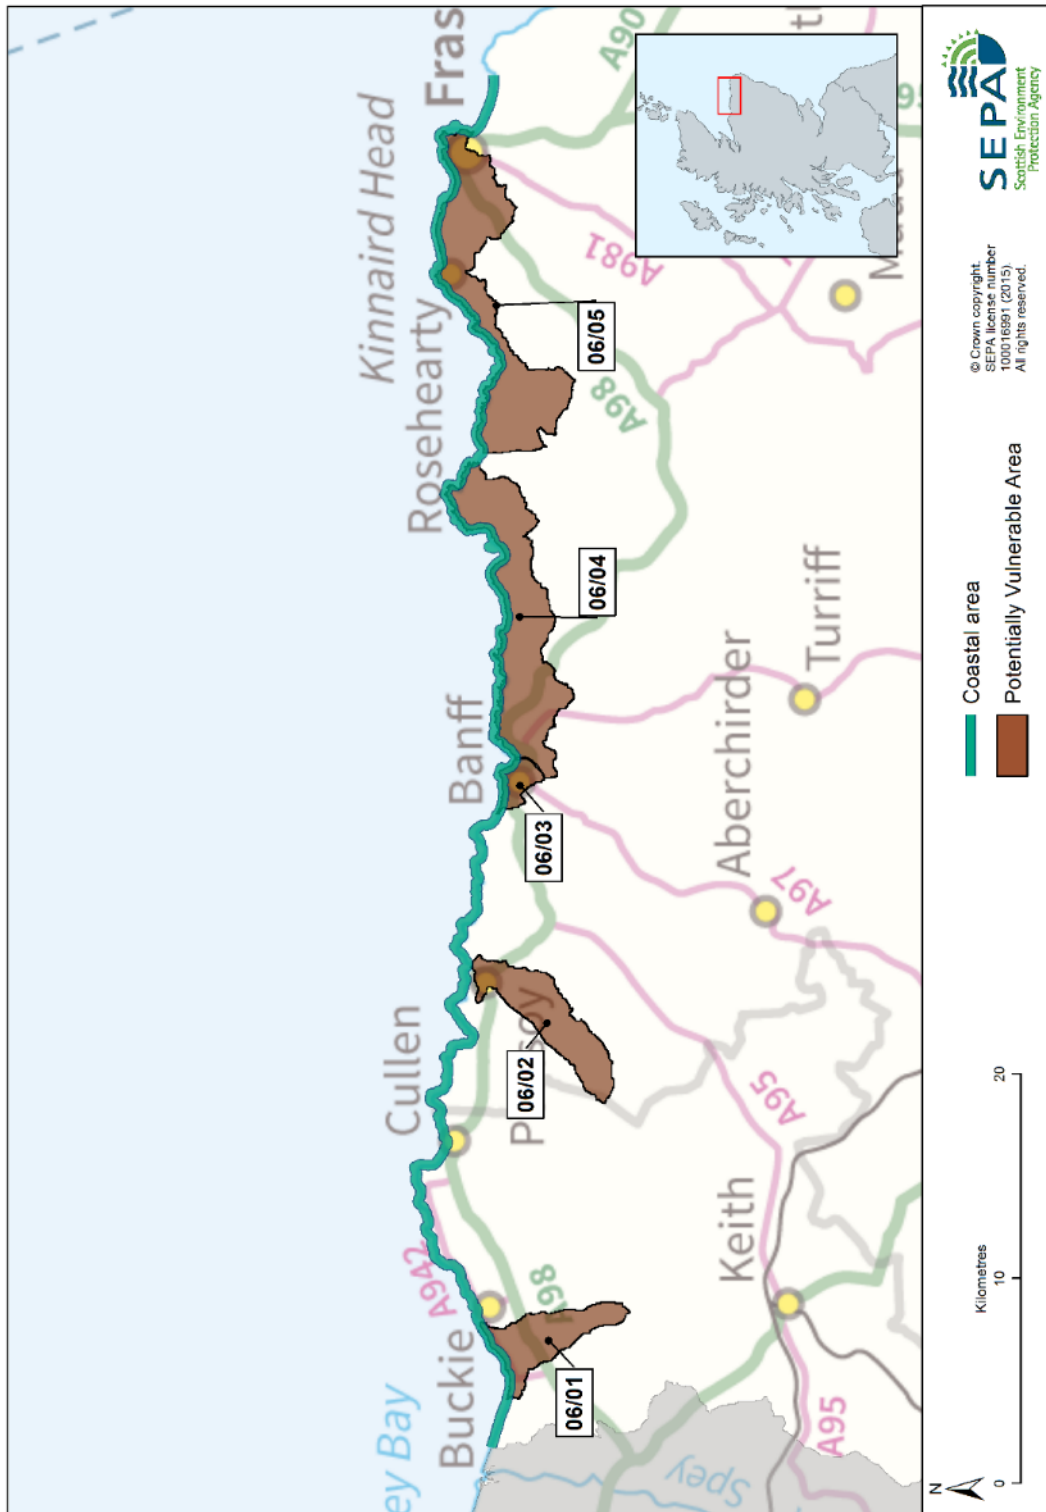 ey Bay
Buckie
A942
A98
06/01
Spey
A95
Keith
Cullen
P
soy
06/02
A95
A97
Aberchirder
Banff
06/03
06/04
Turriff
Rosehearty
Kinnaird Head
Fras
06/05
A98
A981
A90
N
Kilometres
0
10
20
Coastal area
Potentially Vulnerable Area
© Crown copyright.
SEPA license number
100016991 (2015).
All rights reserved.
SEPA
Scottish Environment
Protection Agency